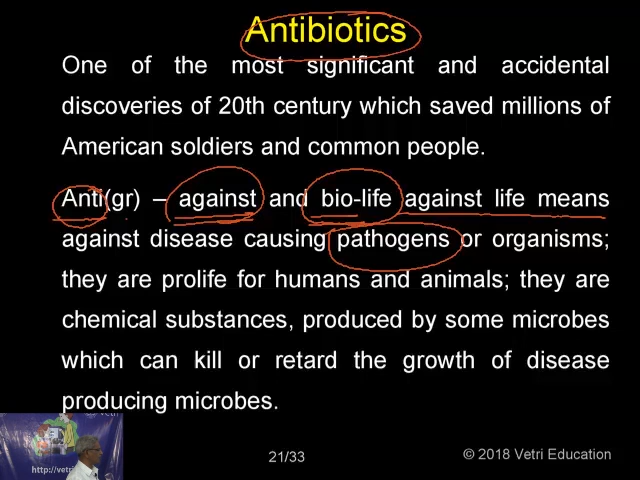 Antibiotics
One of the most significant and accidental
discoveries of 20th century which saved millions of
American soldiers and common people.
Anti(gr) – against and bio-life against life means
against disease causing pathogens or organisms;
they are prolife for humans and animals; they are
chemical substances, produced by some microbes
which can kill or retard the growth of disease
producing microbes.
http://vetri
21/33
© 2018 Vetri Education